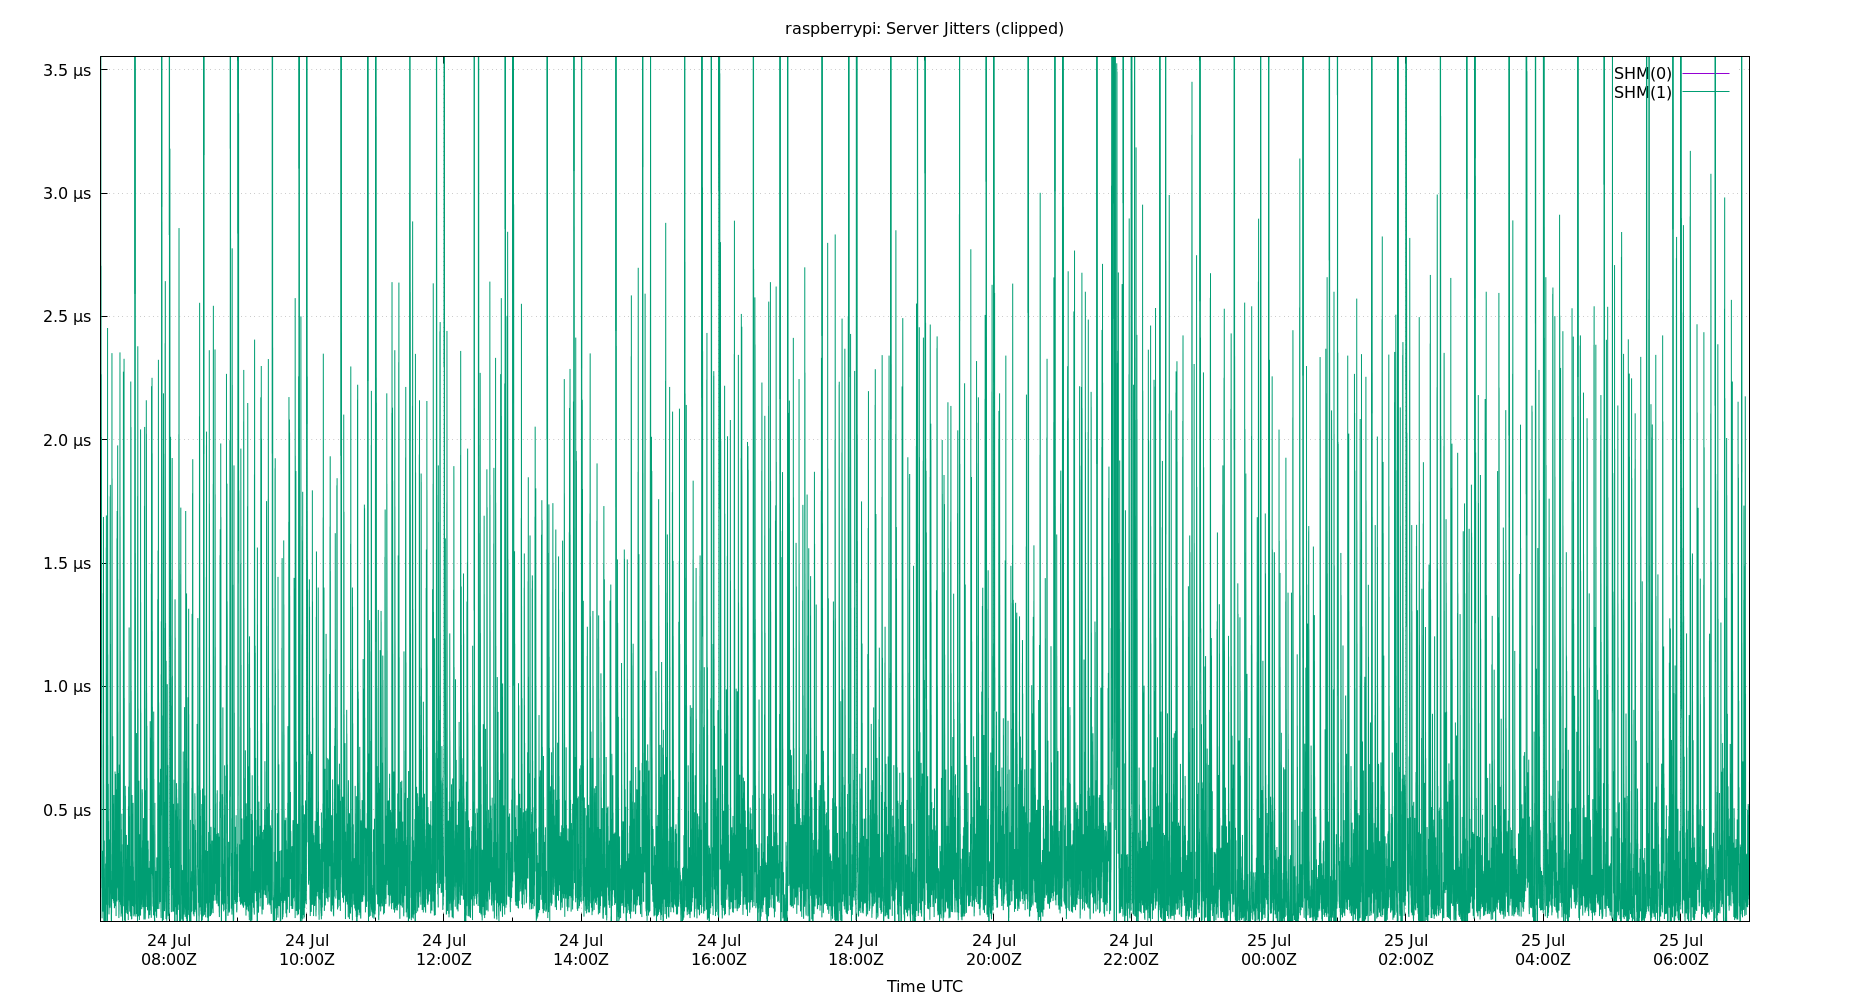 raspberrypi: Server Jitters (clipped)
SHM(0)
SHM(1)
3.5 µs
3.0 µs
2.5 µs
2.0 µs
1.5 µs
1.0 µs
0.5 µs
24 Jul 24 Jul 24 Jul 24 Jul 24 Jul 24 Jul 24 Jul 24 Jul 25 Jul 25 Jul 25 Jul 25 Jul
08:00Z 10:00Z 12:00Z 14:00Z 16:00Z 18:00Z 20:00Z 22:00Z 00:00Z 02:00Z 04:00Z 06:00Z
Time UTC